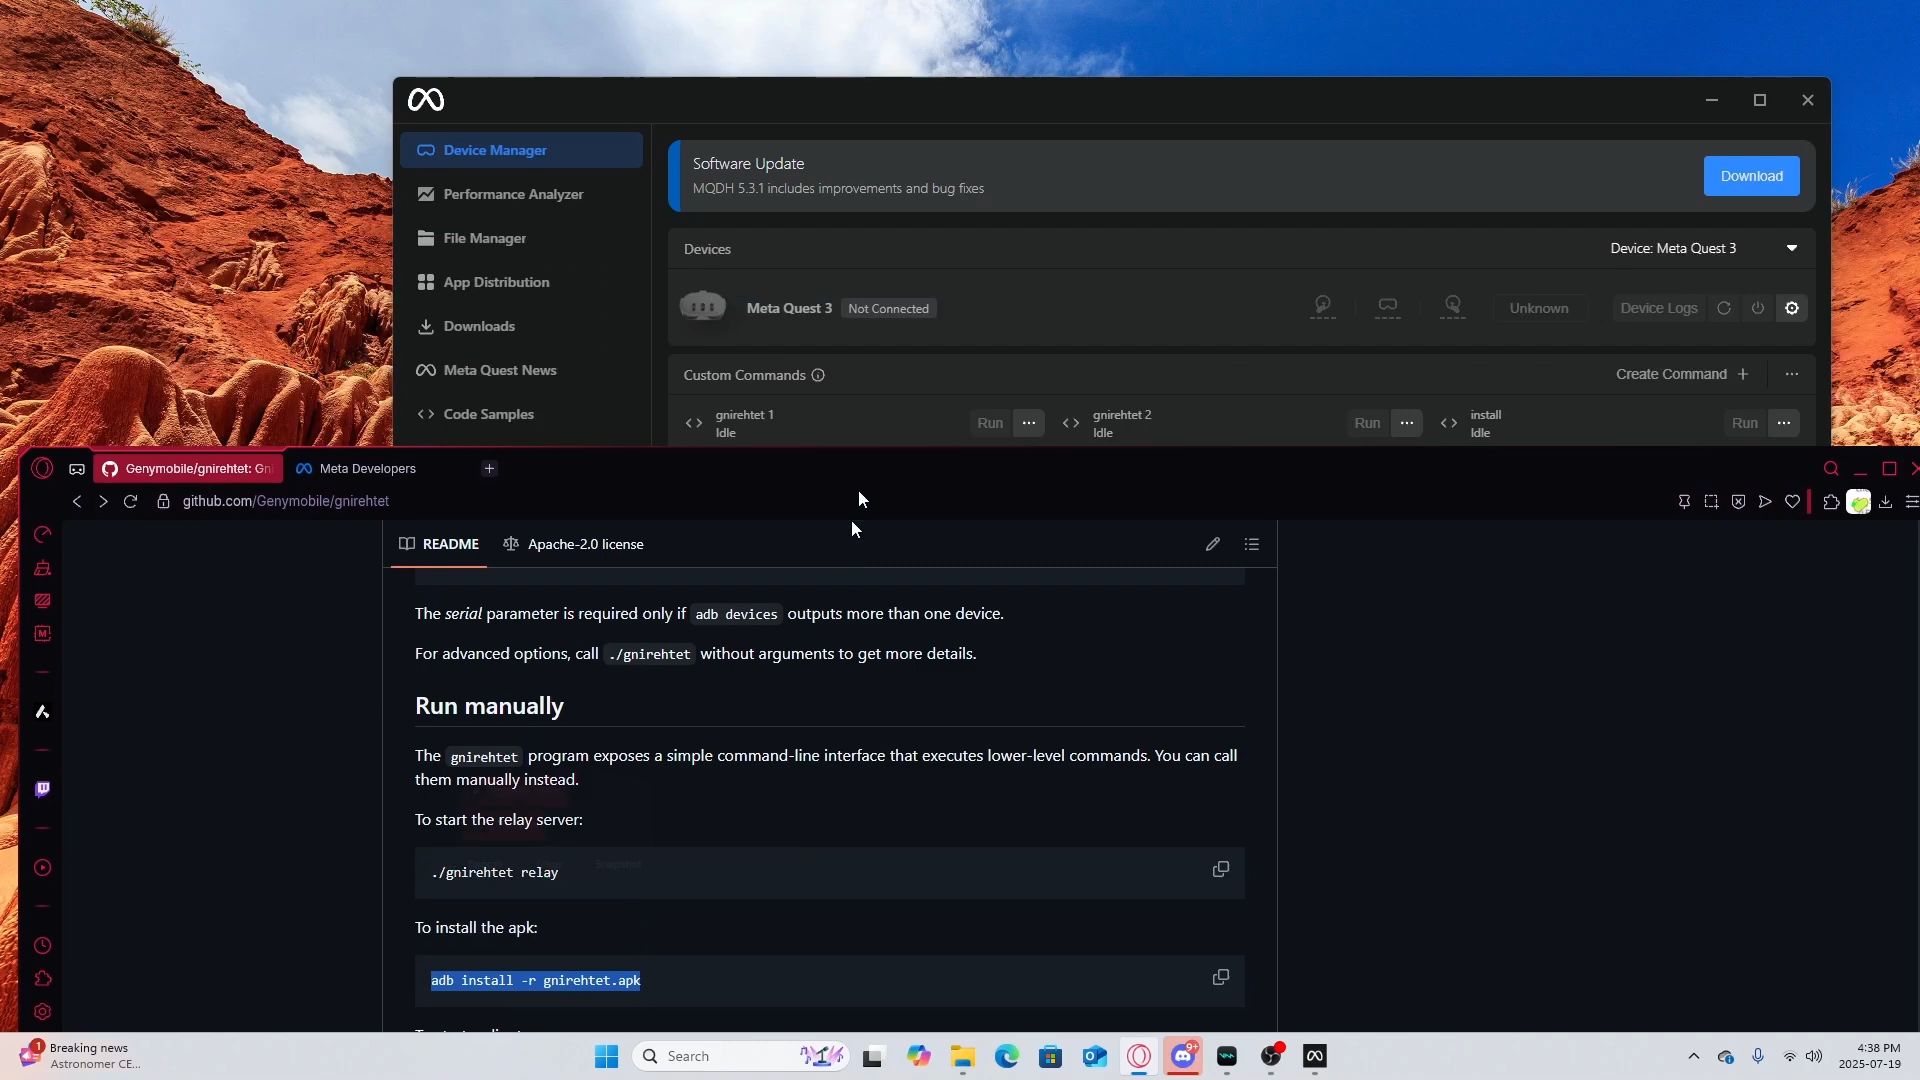 Device Manager
Performance Analyzer
File Manager
App Distribution
Downloads
Meta Quest News
Code Samples
Software Update
MQDH 5.3.1 includes improvements and bug fixes
Download
Devices
Device: Meta Quest 3
Meta Quest 3
Not Connected
Unknown
Device Logs
Custom Commands
Create Command
gnirehtet 1
Idle
Run
gnirehtet 2
Idle
Run
install
Idle
Run
Genymobile/gnirehtet: Gn
Meta Developers
github.com/Genymobile/gnirehtet
README
Apache-2.0 license
The serial parameter is required only if adb devices outputs more than one device.
For advanced options, call ./gnirehtet without arguments to get more details.
Run manually
The gnirehtet program exposes a simple command-line interface that executes lower-level commands. You can call
them manually instead.
To start the relay server:
./gnirehtet relay
To install the apk:
adb install -r gnirehtet.apk
1
Breaking news
Astronomer CE...
Search
9+
4:38 PM
2025-07-19